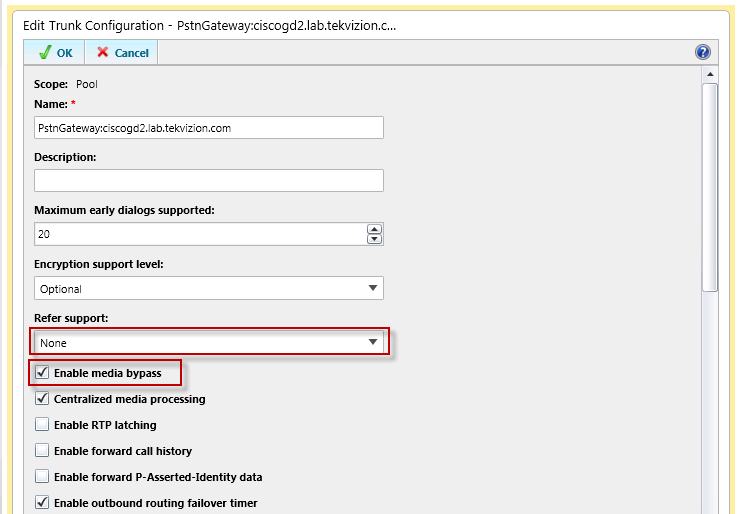 Edit Trunk Configuration - PstnGateway:ciscogd2.lab.tekvizion.c...
OK Cancel ?
Scope: Pool
Name: *
PstnGateway:ciscogd2.lab.tekvizion.com
Description:
Maximum early dialogs supported:
20
Encryption support level:
Optional
Refer support:
None
Enable media bypass
Centralized media processing
Enable RTP latching
Enable forward call history
Enable forward P-Asserted-Identity data
Enable outbound routing failover timer